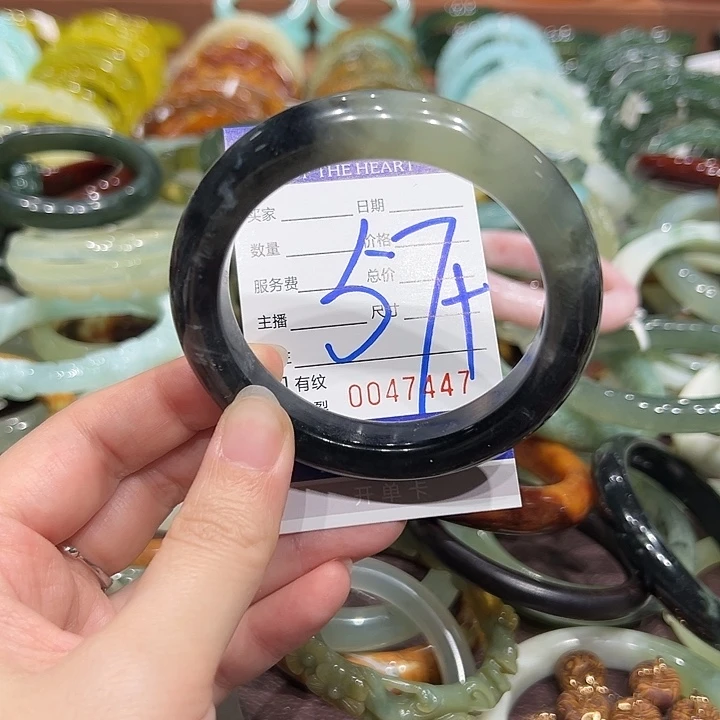 THE HEART
买家 日期
数量 价格
服务费 总价
主播 尺寸
57+
有纹
0047447
开单卡